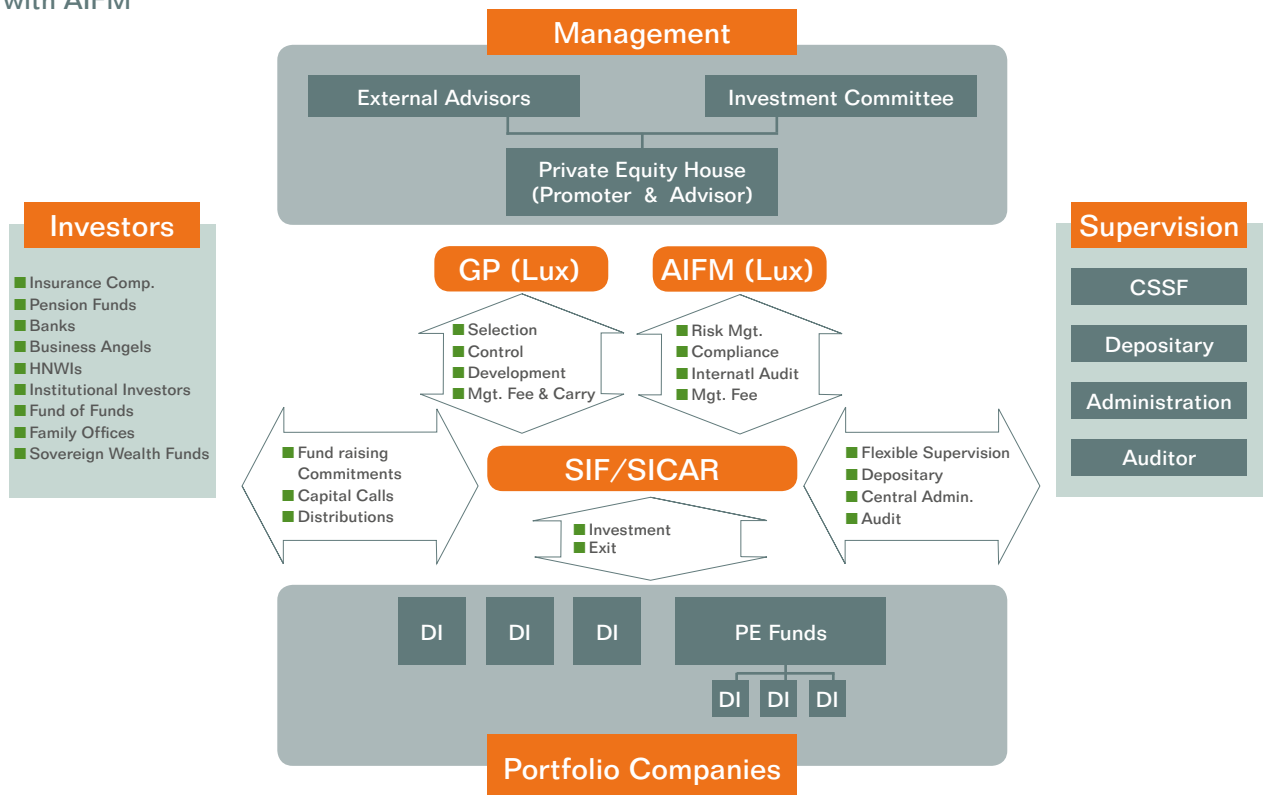 with AIFM
Management
External Advisors
Investment Committee
Private Equity House
(Promoter & Advisor)
Investors
Insurance Comp.
Pension Funds
Banks
Business Angels
HNWIs
Institutional Investors
Fund of Funds
Family Offices
Sovereign Wealth Funds
GP (Lux)
AIFM (Lux)
Selection
Control
Development
Mgt. Fee & Carry
Risk Mgt.
Compliance
Internatl Audit
Mgt. Fee
Supervision
CSSF
Depositary
Administration
Auditor
Fund raising
Commitments
Capital Calls
Distributions
SIF/SICAR
Flexible Supervision
Depositary
Central Admin.
Audit
Investment
Exit
DI
DI
DI
PE Funds
DI
DI
DI
Portfolio Companies